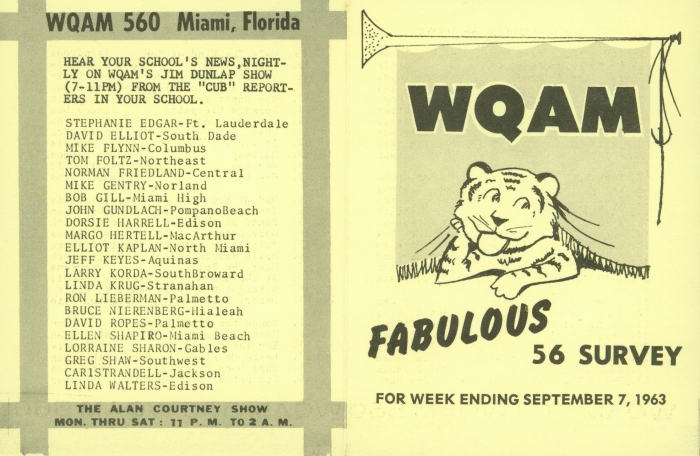 WQAM 560 Miami, Florida
HEAR YOUR SCHOOL'S NEWS,NIGHT-
LY ON WQAM'S JIM DUNLAP SHOW
(7-11PM) FROM THE "CUB" REPORT-
ERS IN YOUR SCHOOL.
STEPHANIE EDGAR-Ft. Lauderdale
DAVID ELLIOT-South Dade
MIKE FLYNN-Columbus
TOM FOLTZ-Northeast
NORMAN FRIEDLAND-Central
MIKE GENTRY-Norland
BOB GILL-Miami High
JOHN GUNDLACH-PompanoBeach
DORSIE HARRELL-Edison
MARGO HERTELL-MacArthur
ELLIOT KAPLAN-North Miami
JEFF KEYES-Aquinas
LARRY KORDA-SouthBroward
LINDA KRUG-Stranahan
RON LIEBERMAN-Palmetto
BRUCE NIERENBERG-Hialeah
DAVID ROPES-Palmetto
ELLEN SHAPIRO-Miami Beach
LORRAINE SHARON-Gables
GREG SHAW-Southwest
CARISTRANDELL-Jackson
LINDA WALTERS-Edison
THE ALAN COURTNEY SHOW
MON. THRU SAT: 11 P. M. TO 2 A. M.
WQAM
FABULOUS
56 SURVEY
FOR WEEK ENDING SEPTEMBER 7, 1963